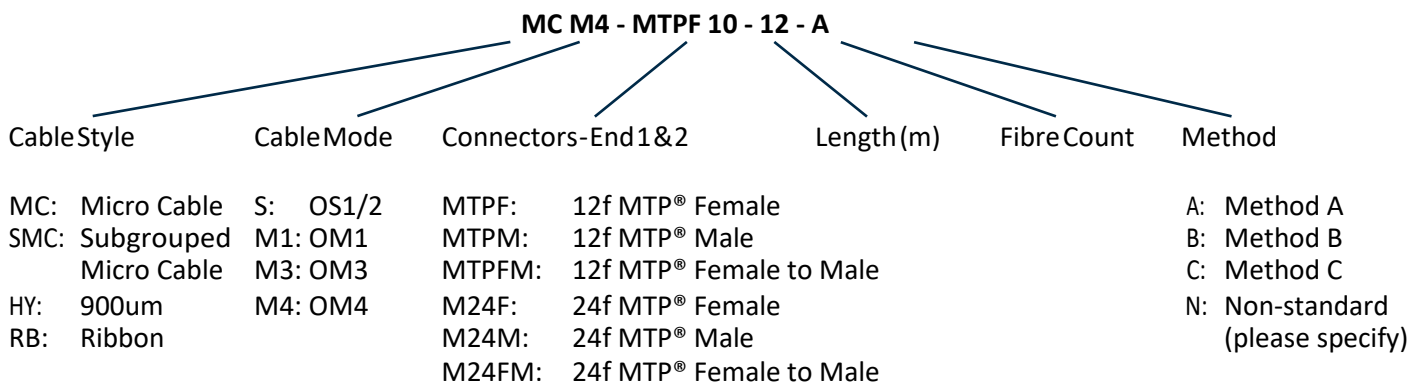 MC M4 - MTPF 10 - 12 - A
Cable Style Cable Mode Connectors - End 1 & 2 Length (m) Fibre Count Method
MC: Micro Cable S: OS1/2 MTPF: 12f MTP® Female A: Method A
SMC: Subgrouped M1: OM1 MTPM: 12f MTP® Male B: Method B
Micro Cable M3: OM3 MTPFM: 12f MTP® Female to Male C: Method C
HY: 900um M4: OM4 M24F: 24f MTP® Female N: Non-standard
RB: Ribbon M24M: 24f MTP® Male (please specify)
M24FM: 24f MTP® Female to Male